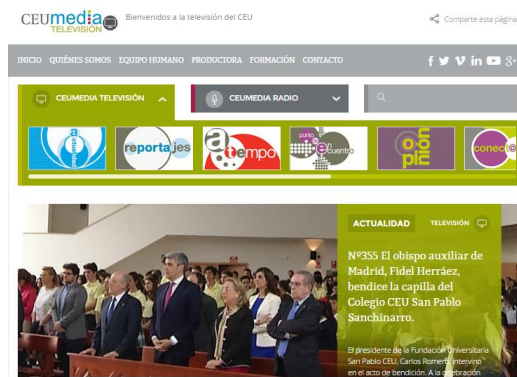 CEUmedia
TELEVISIÓN
Bienvenidos a la televisión del CEU
Comparte esta página
INICIO QUIÉNES SOMOS EQUIPO HUMANO PRODUCTORA FORMACIÓN CONTACTO
CEUMEDIA TELEVISIÓN
CEUMEDIA RADIO
actualidad
reportajes
a tempo
punto de encuentro
opinión
conect@
ACTUALIDAD
TELEVISIÓN
Nº355 El obispo auxiliar de
Madrid, Fidel Herráez,
bendice la capilla del
Colegio CEU San Pablo
Sanchinarro.
El presidente de la Fundación Universitaria
San Pablo CEU, Carlos Romero, intervino
en el acto de bendición. A la celebración